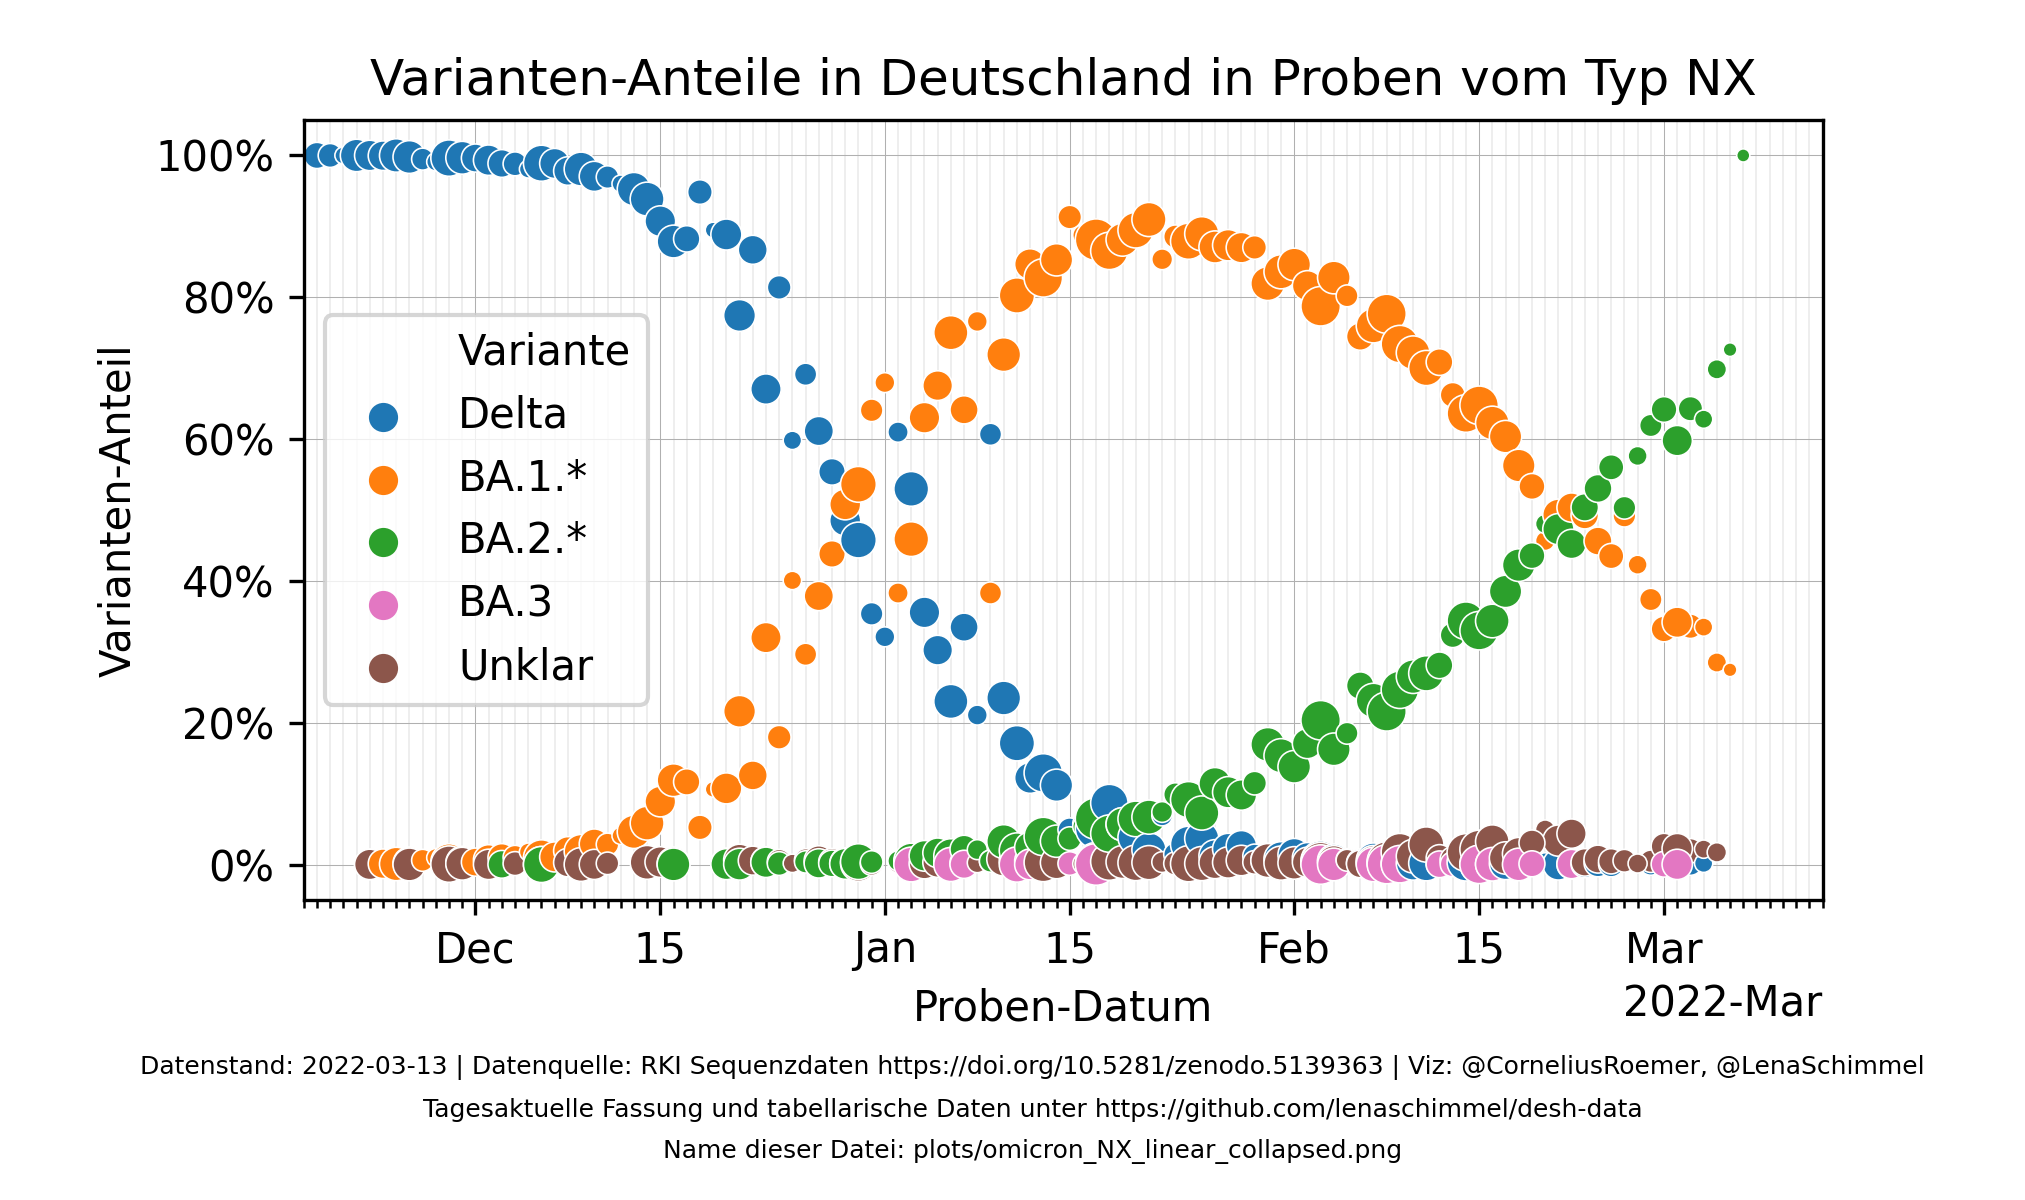 Varianten-Anteile in Deutschland in Proben vom Typ NX
100%
80%
60%
40%
20%
0%
Varianten-Anteil
Variante
Delta
BA.1.*
BA.2.*
BA.3
Unklar
Dec 15 Jan 15 Feb 15 Mar
2022-Mar
Proben-Datum
Datenstand: 2022-03-13 | Datenquelle: RKI Sequenzdaten https://doi.org/10.5281/zenodo.5139363 | Viz: @CorneliusRoemer, @LenaSchimmel
Tagesaktuelle Fassung und tabellarische Daten unter https://github.com/lenaschimmel/desh-data
Name dieser Datei: plots/omicron_NX_linear_collapsed.png